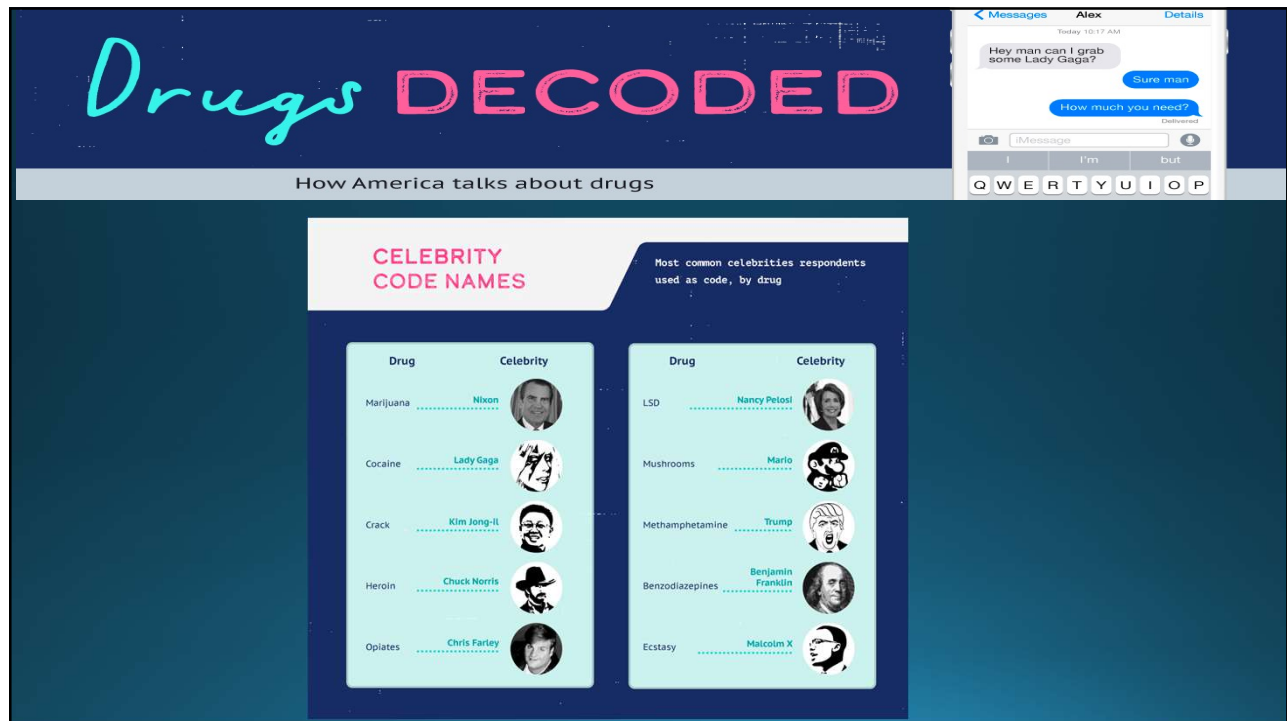 Drugs DECODED
How America talks about drugs
Messages Alex Details
Today 10:17 AM
Hey man can I grab
some Lady Gaga?
Sure man
How much you need?
Delivered
iMessage
I I'm but
Q W E R T Y U I O P
CELEBRITY
CODE NAMES
Most common celebrities respondents
used as code, by drug
Drug Celebrity
Marijuana Nixon
Cocaine Lady Gaga
Crack Kim Jong-il
Heroin Chuck Norris
Opiates Chris Farley
Drug Celebrity
LSD Nancy Pelosi
Mushrooms Mario
Methamphetamine Trump
Benzodiazepines Benjamin
Franklin
Ecstasy Malcolm X